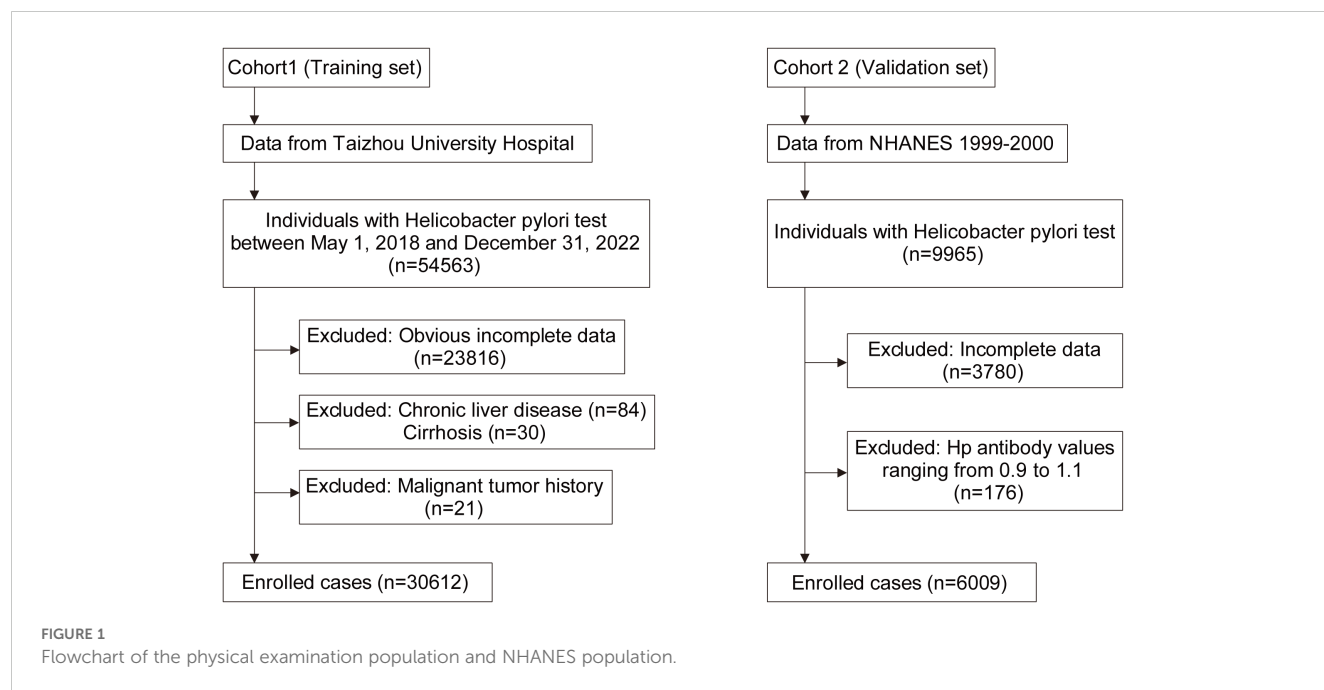 Cohort1 (Training set)
Data from Taizhou University Hospital
Individuals with Helicobacter pylori test
between May 1, 2018 and December 31, 2022
(n=54563)
Excluded: Obvious incomplete data
(n=23816)
Excluded: Chronic liver disease (n=84)
Cirrhosis (n=30)
Excluded: Malignant tumor history
(n=21)
Enrolled cases (n=30612)
Cohort 2 (Validation set)
Data from NHANES 1999-2000
Individuals with Helicobacter pylori test
(n=9965)
Excluded: Incomplete data
(n=3780)
Excluded: Hp antibody values
ranging from 0.9 to 1.1
(n=176)
Enrolled cases (n=6009)
FIGURE 1
Flowchart of the physical examination population and NHANES population.